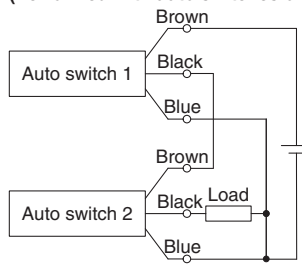 Brown
Black
Auto switch 1
Blue
Brown
Black Load
Auto switch 2
Blue